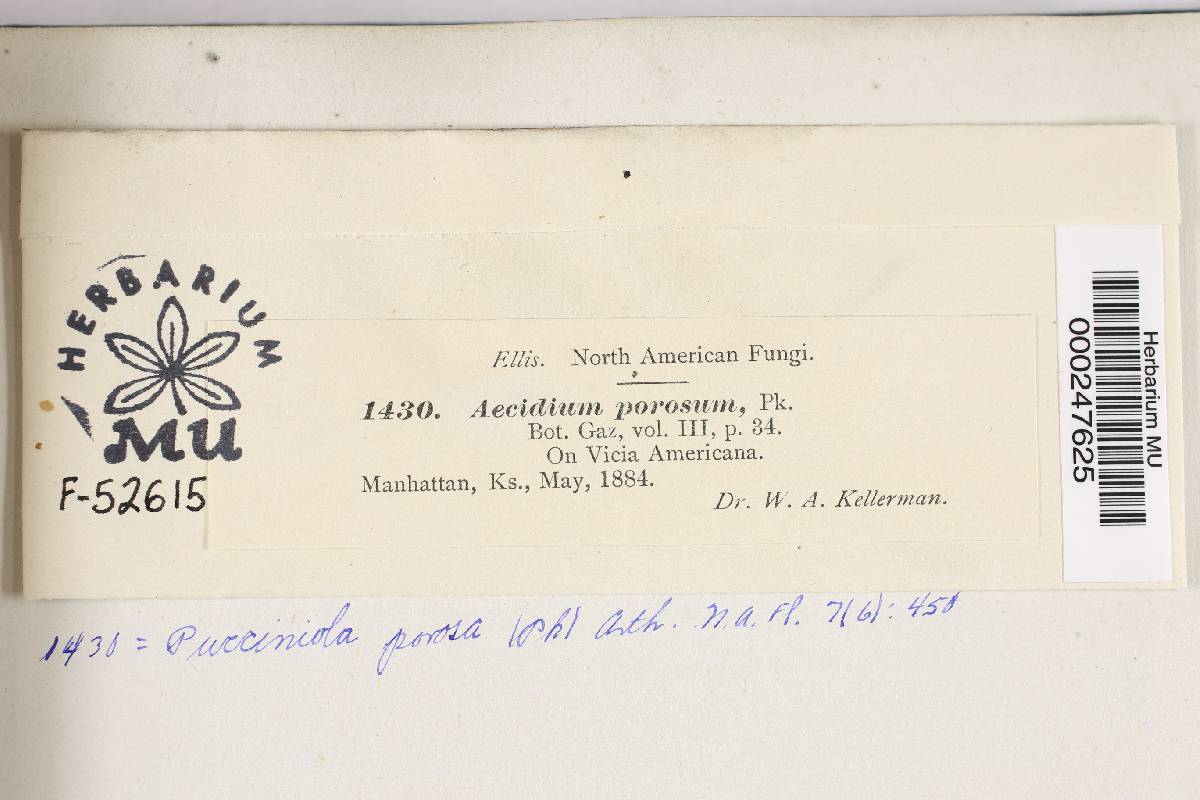 HERBARIUM
MU
F-52615
Ellis. North American Fungi.
1430. Aecidium porosum, Pk.
Bot. Gaz, vol. III, p. 34.
On Vicia Americana.
Manhattan, Ks., May, 1884.
Dr. W. A. Kellerman.
Herbarium MU
000247625
1430 = Pucciniola porosa (Pk) Arth. N.A. Fl. 7(6): 450